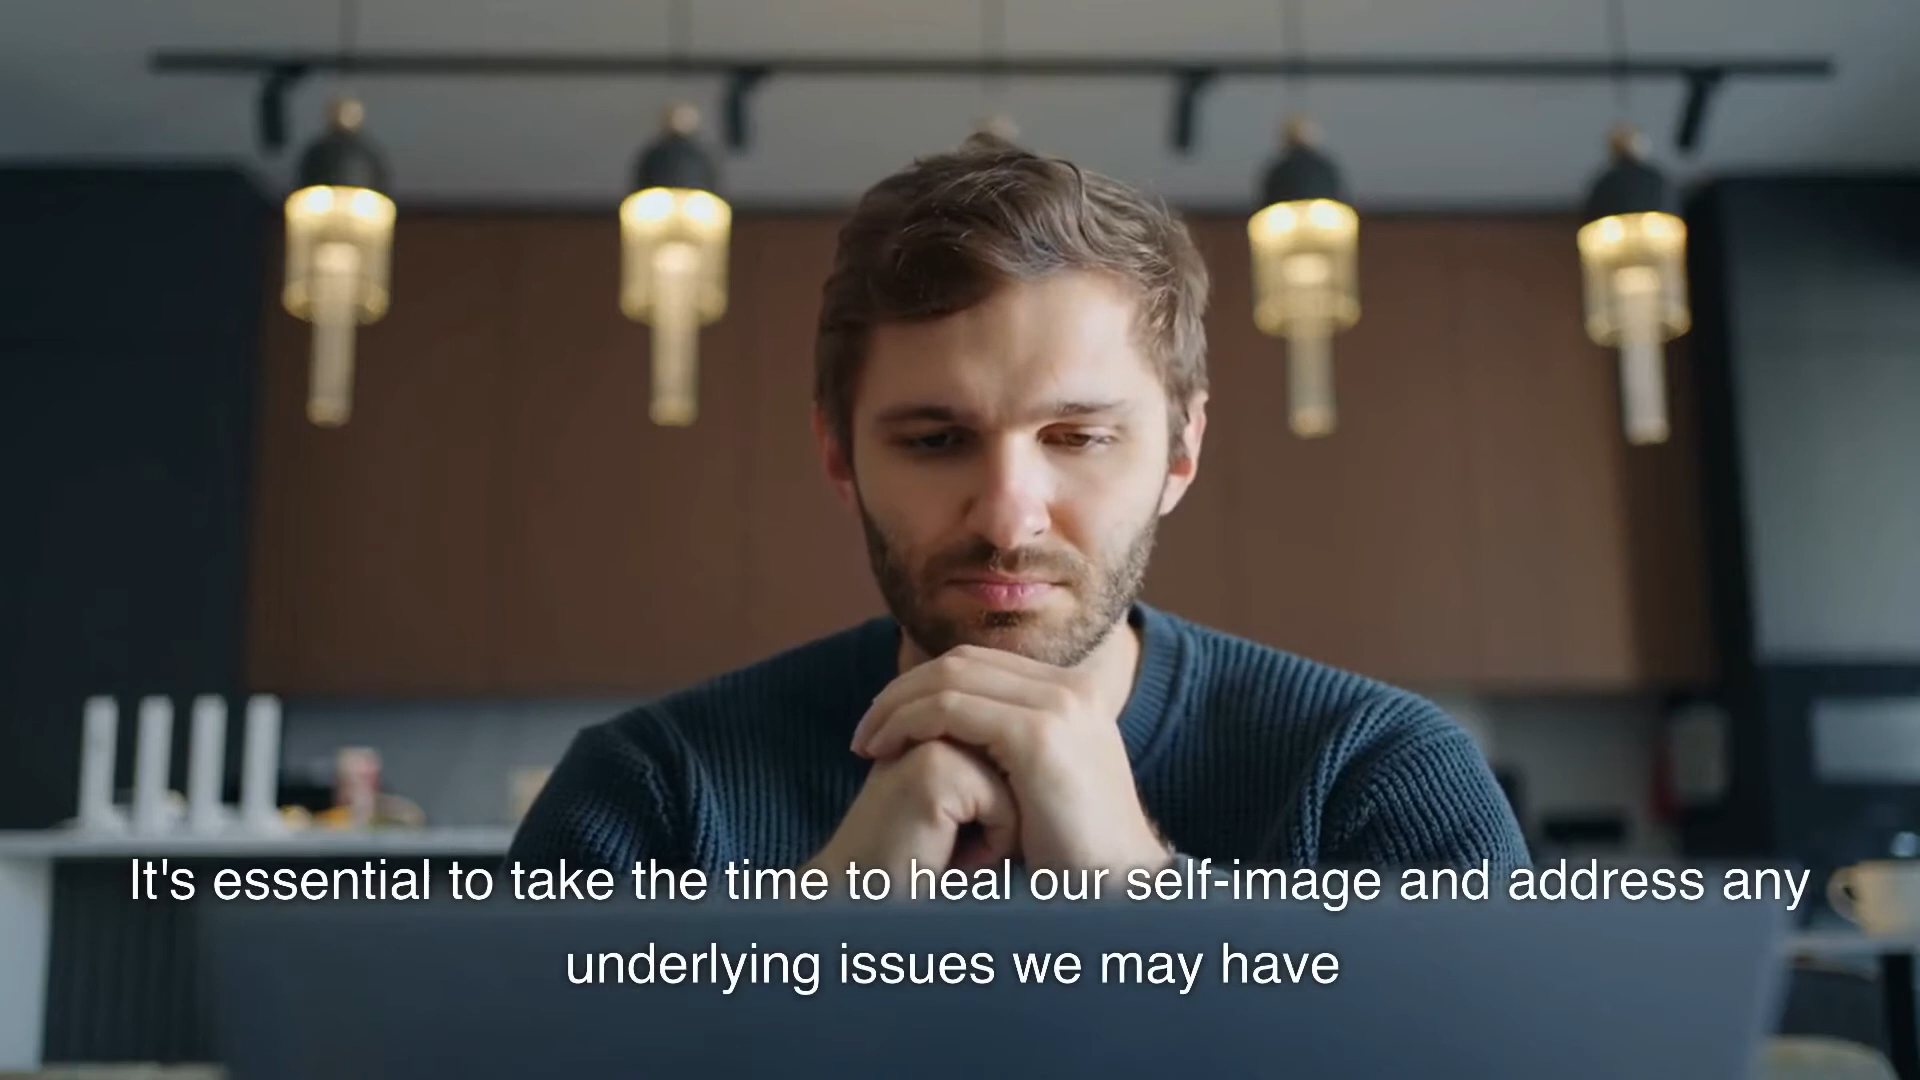 It's essential to take the time to heal our self-image and address any
underlying issues we may have